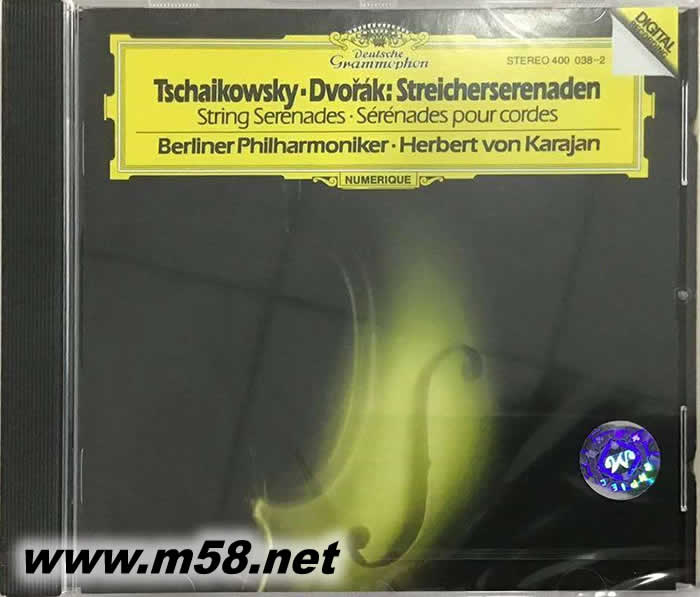 Deutsche
Grammophon
STEREO 400 038-2
DIGITAL
RECORDING
Tschaikowsky · Dvořák: Streicherserenaden
String Serenades · Sérénades pour cordes
Berliner Philharmoniker · Herbert von Karajan
NUMERIQUE
www.m58.net